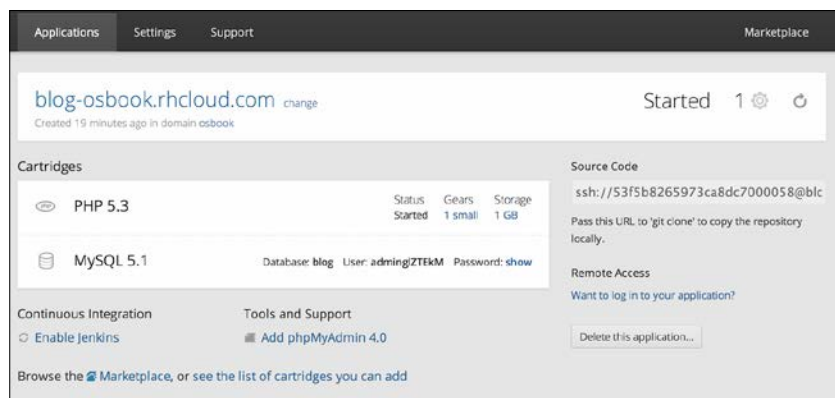 Applications Settings Support Marketplace
blog-osbook.rhcloud.com change
Started 1
Created 19 minutes ago in domain osbook
Cartridges
php PHP 5.3
Status Gears Storage
Started 1 small 1 GB
MySQL 5.1
Database: blog User: adminglZTEkM Password: show
Continuous Integration
Enable Jenkins
Tools and Support
Add phpMyAdmin 4.0
Browse the Marketplace, or see the list of cartridges you can add
Source Code
ssh://53f5b8265973ca8dc7000058@blc
Pass this URL to 'git clone' to copy the repository
locally.
Remote Access
Want to log in to your application?
Delete this application...